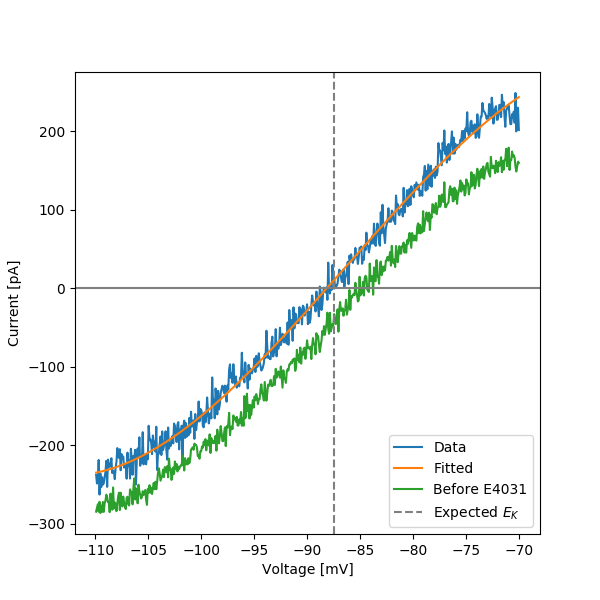 200
100
0
−100
−200
−300
Current [pA]
−110 −105 −100 −95 −90 −85 −80 −75 −70
Voltage [mV]
Data
Fitted
Before E4031
Expected E_K